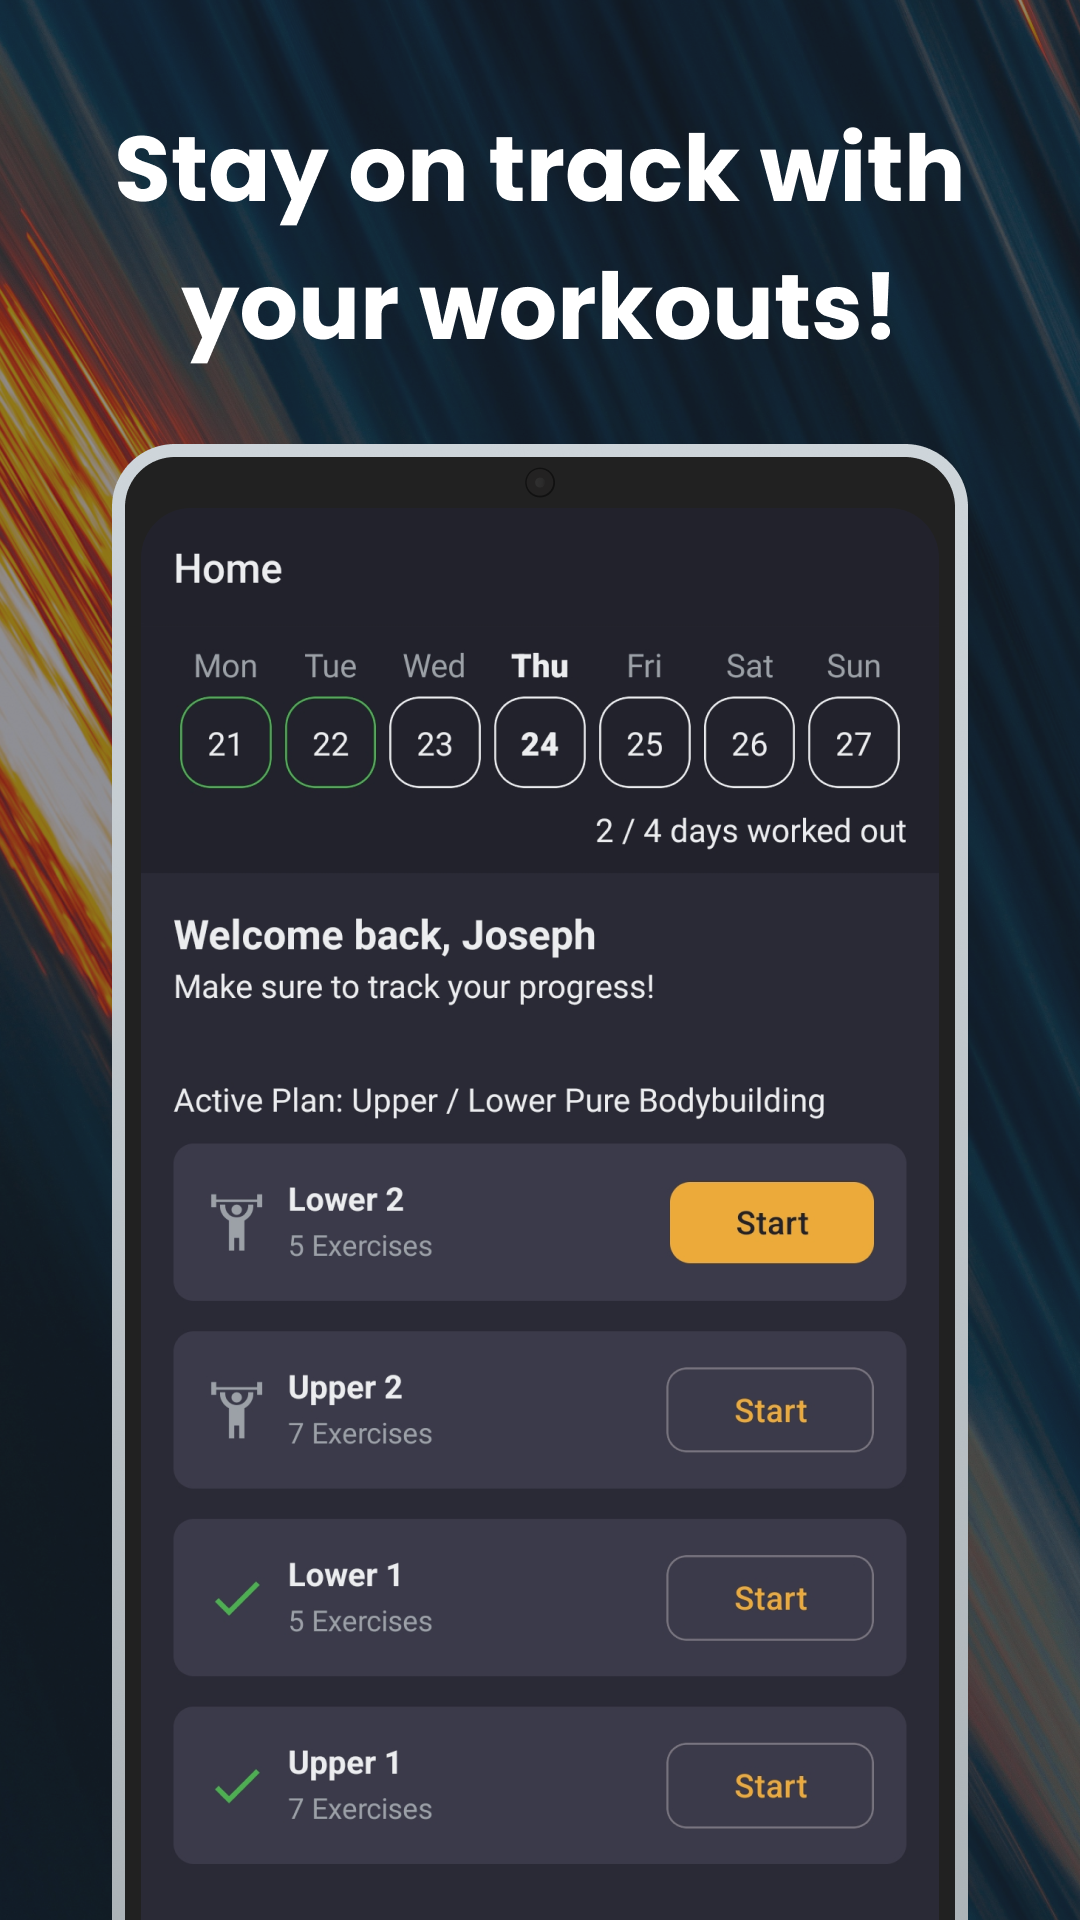 Stay on track with
your workouts!
Home
Mon Tue Wed Thu Fri Sat Sun
21 22 23 24 25 26 27
2 / 4 days worked out
Welcome back, Joseph
Make sure to track your progress!
Active Plan: Upper / Lower Pure Bodybuilding
Lower 2
5 Exercises
Start
Upper 2
7 Exercises
Start
Lower 1
5 Exercises
Start
Upper 1
7 Exercises
Start